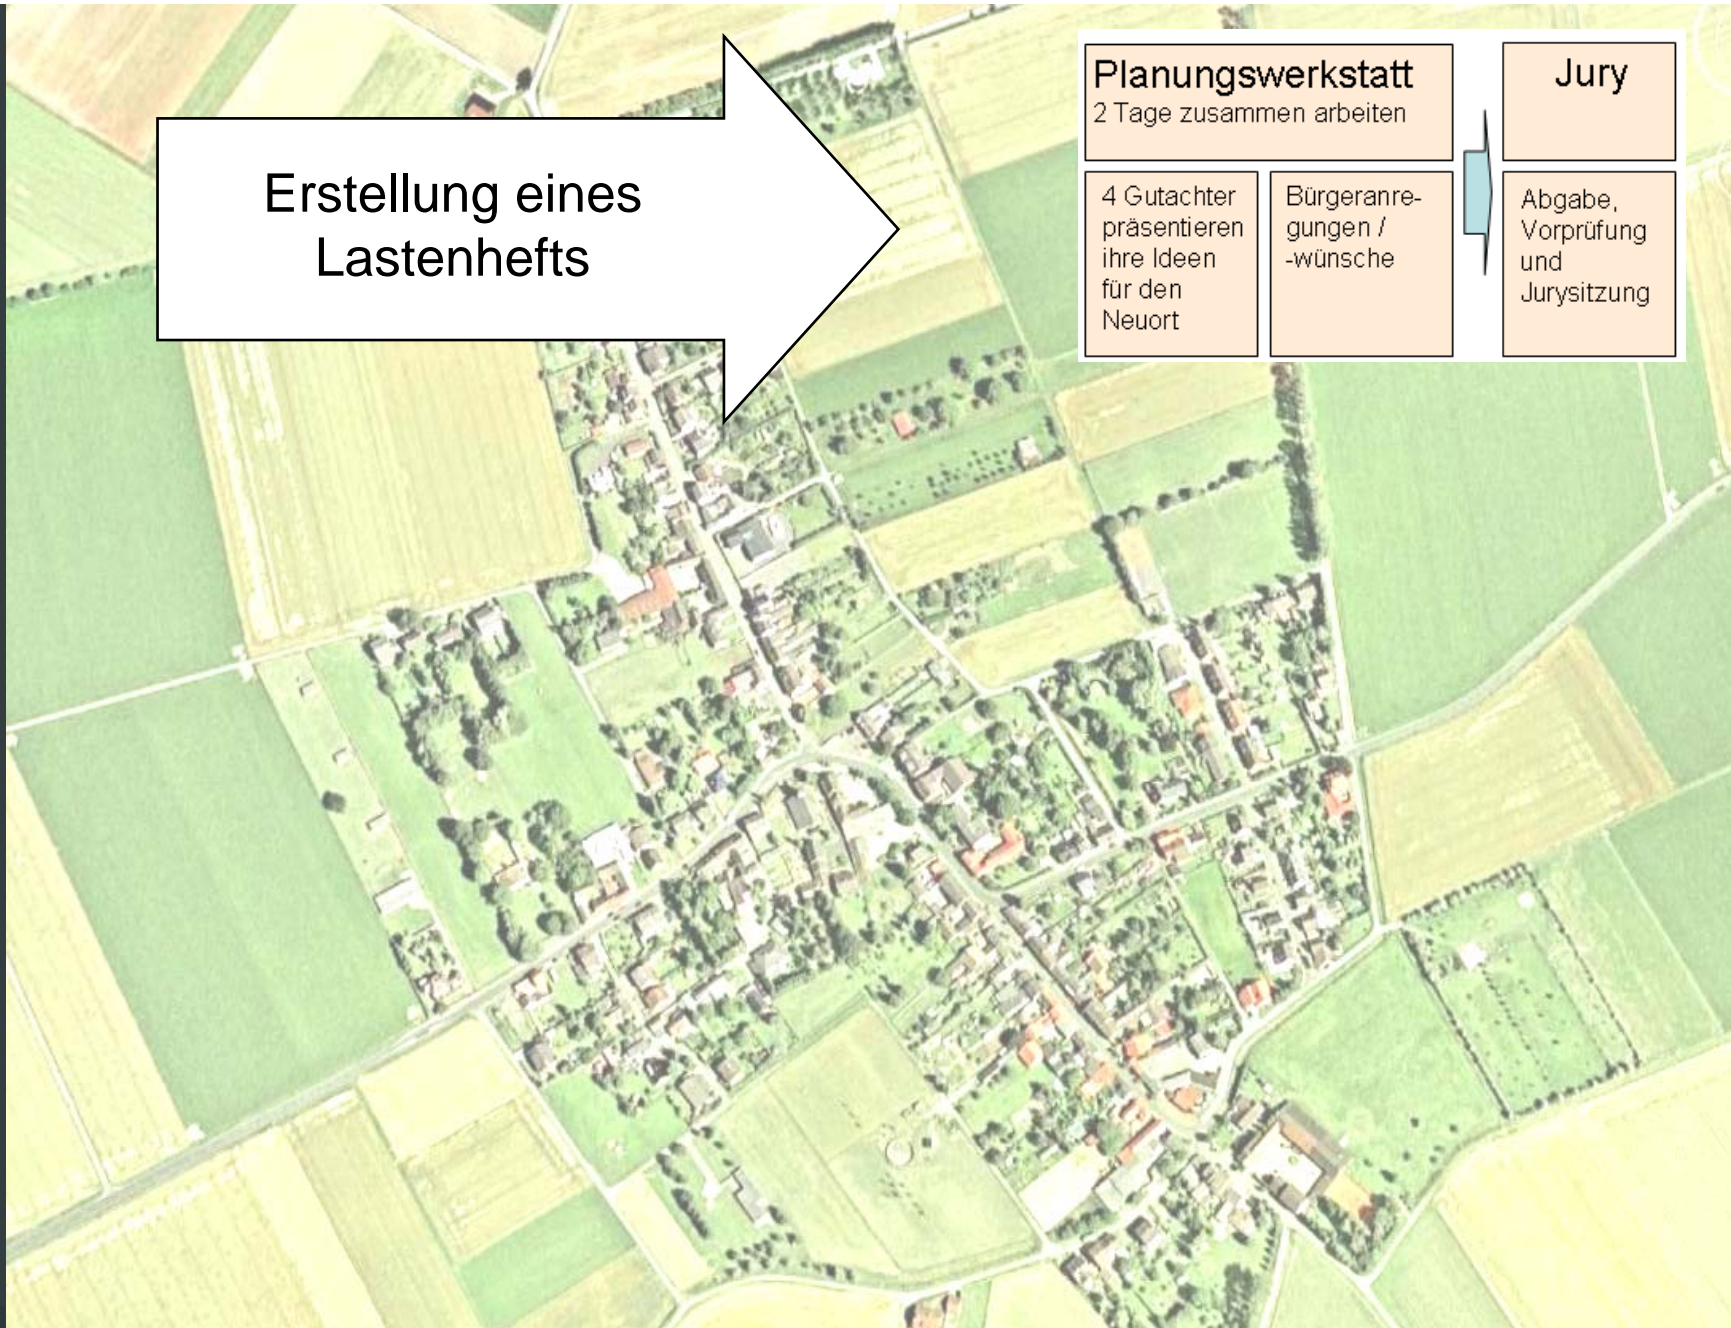 Erstellung eines
Lastenhefts
Planungswerkstatt
2 Tage zusammen arbeiten
4 Gutachter
präsentieren
ihre Ideen
für den
Neuort
Bürgeranre-
gungen /
-wünsche
Jury
Abgabe,
Vorprüfung
und
Jurysitzung